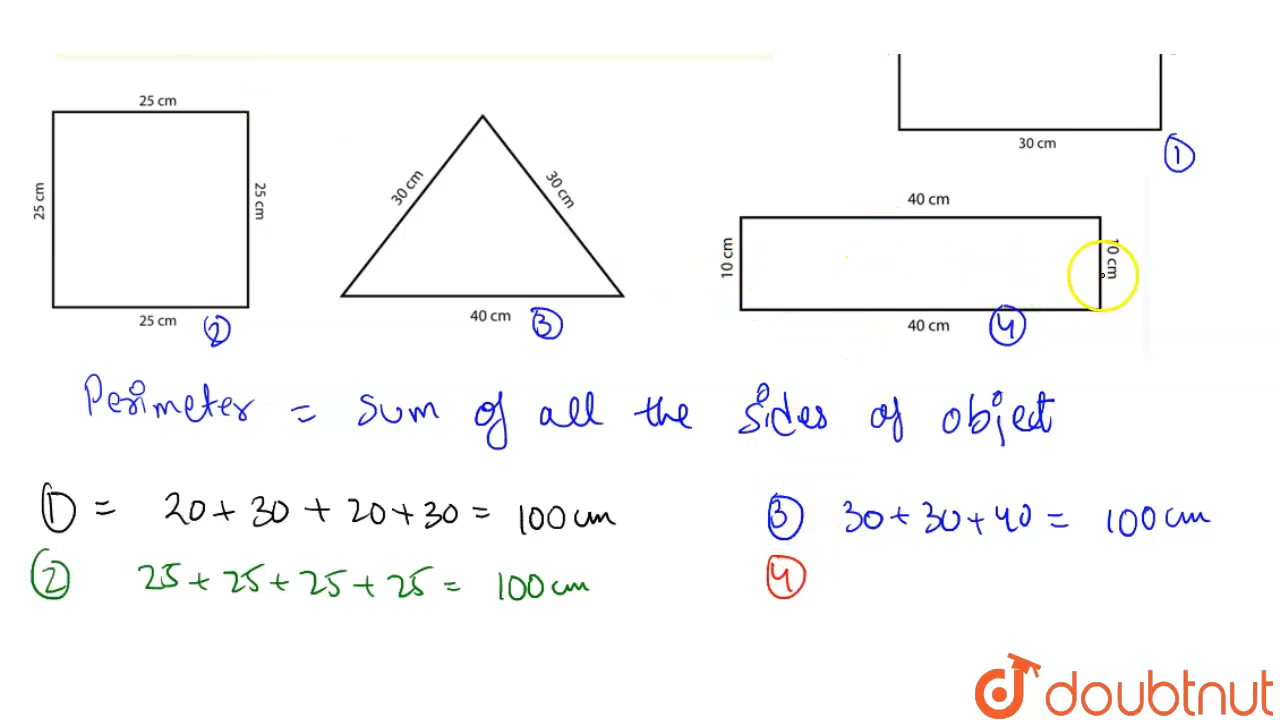 25 cm
25 cm
25 cm
25 cm
②
30 cm
30 cm
40 cm
③
30 cm
①
40 cm
10 cm
10 cm
40 cm
④
Perimeter = sum of all the sides of object
① = 20 + 30 + 20 + 30 = 100 cm
② 25 + 25 + 25 + 25 = 100 cm
③ 30 + 30 + 40 = 100 cm
④
doubtnut